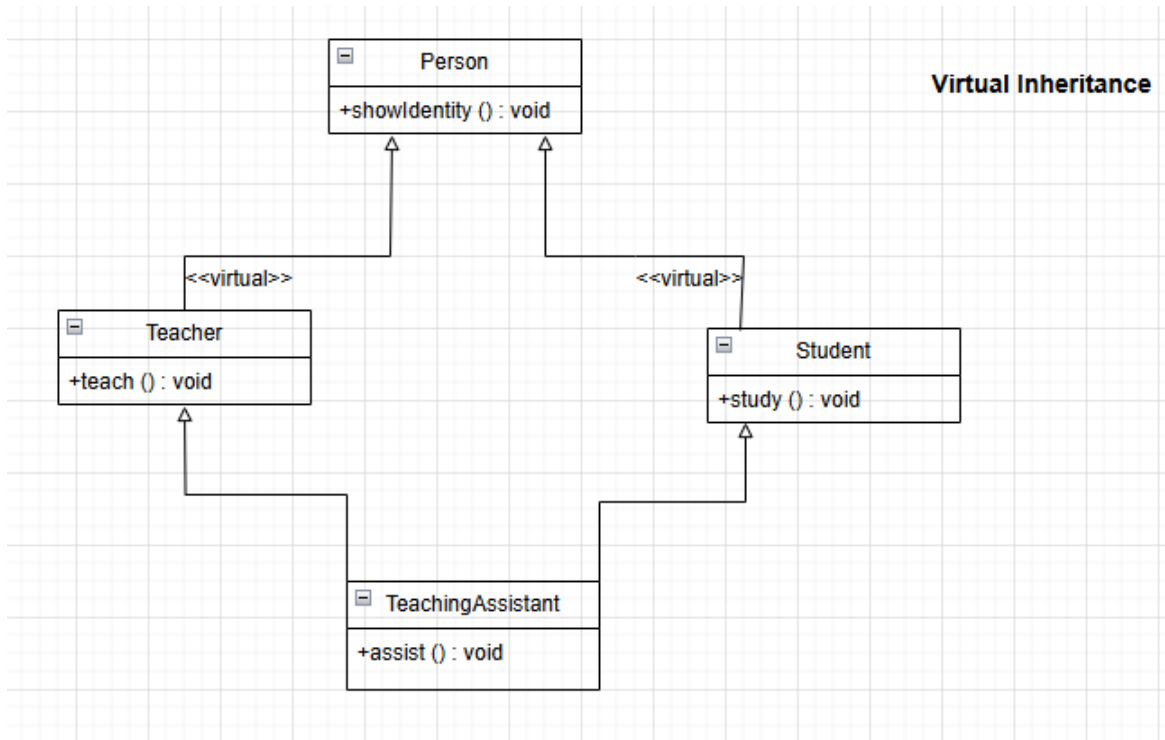 Person
+showIdentity () : void
Virtual Inheritance
<<virtual>>
<<virtual>>
Teacher
+teach () : void
Student
+study () : void
TeachingAssistant
+assist () : void